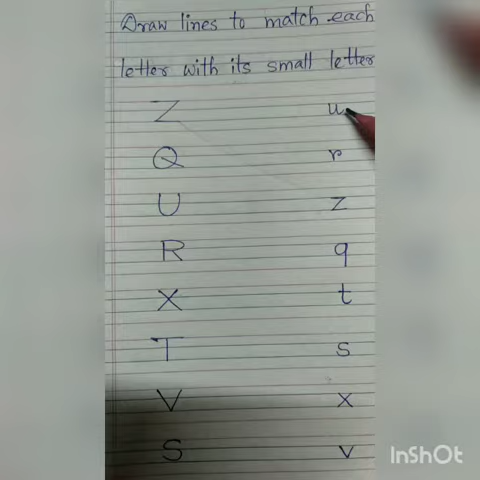 Draw lines to match each
letter with its small letter
Z u
Q r
U z
R q
X t
T s
V x
S v
InShOt